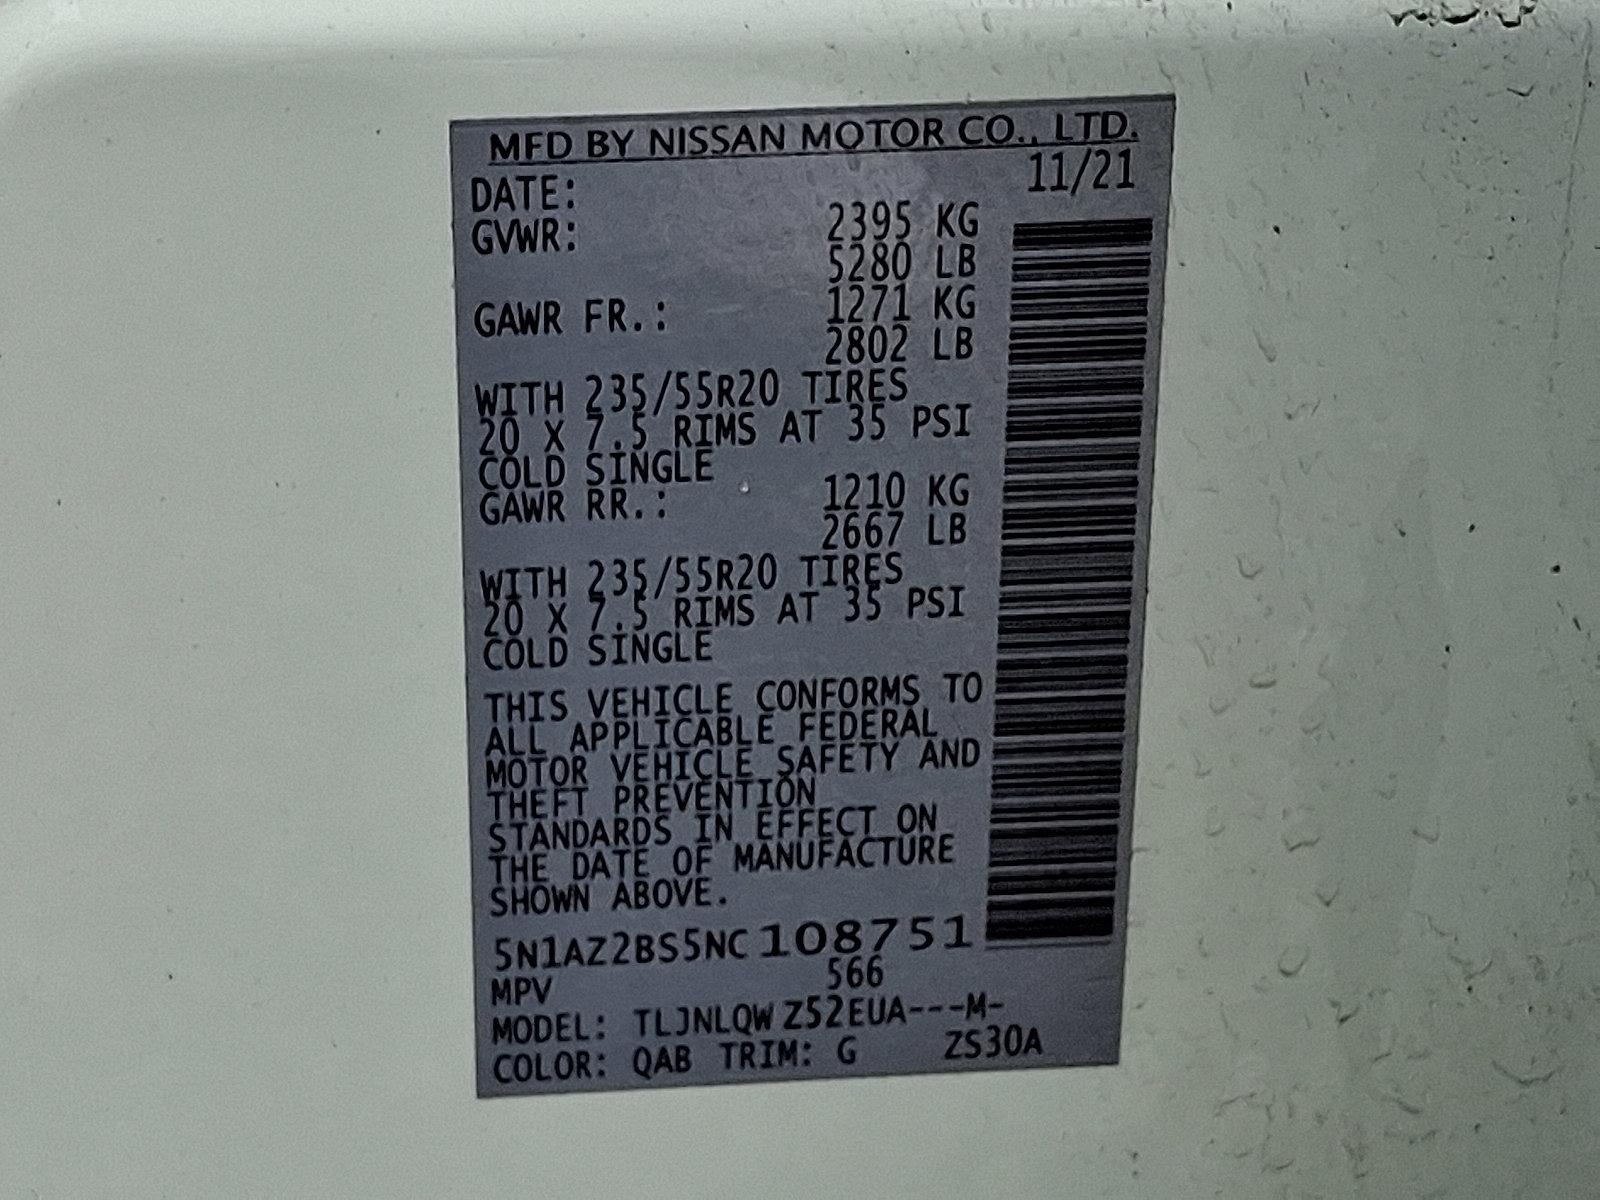 MFD BY NISSAN MOTOR CO., LTD.
DATE: 11/21
GVWR: 2395 KG
5280 LB
GAWR FR.: 1271 KG
2802 LB
WITH 235/55R20 TIRES
20 X 7.5 RIMS AT 35 PSI
COLD SINGLE
GAWR RR.: 1210 KG
2667 LB
WITH 235/55R20 TIRES
20 X 7.5 RIMS AT 35 PSI
COLD SINGLE
THIS VEHICLE CONFORMS TO
ALL APPLICABLE FEDERAL
MOTOR VEHICLE SAFETY AND
THEFT PREVENTION
STANDARDS IN EFFECT ON
THE DATE OF MANUFACTURE
SHOWN ABOVE.
5N1AZ2BS5NC108751
MPV 566
MODEL: TLJNLQW Z52EUA---M-
COLOR: QAB TRIM: G ZS30A